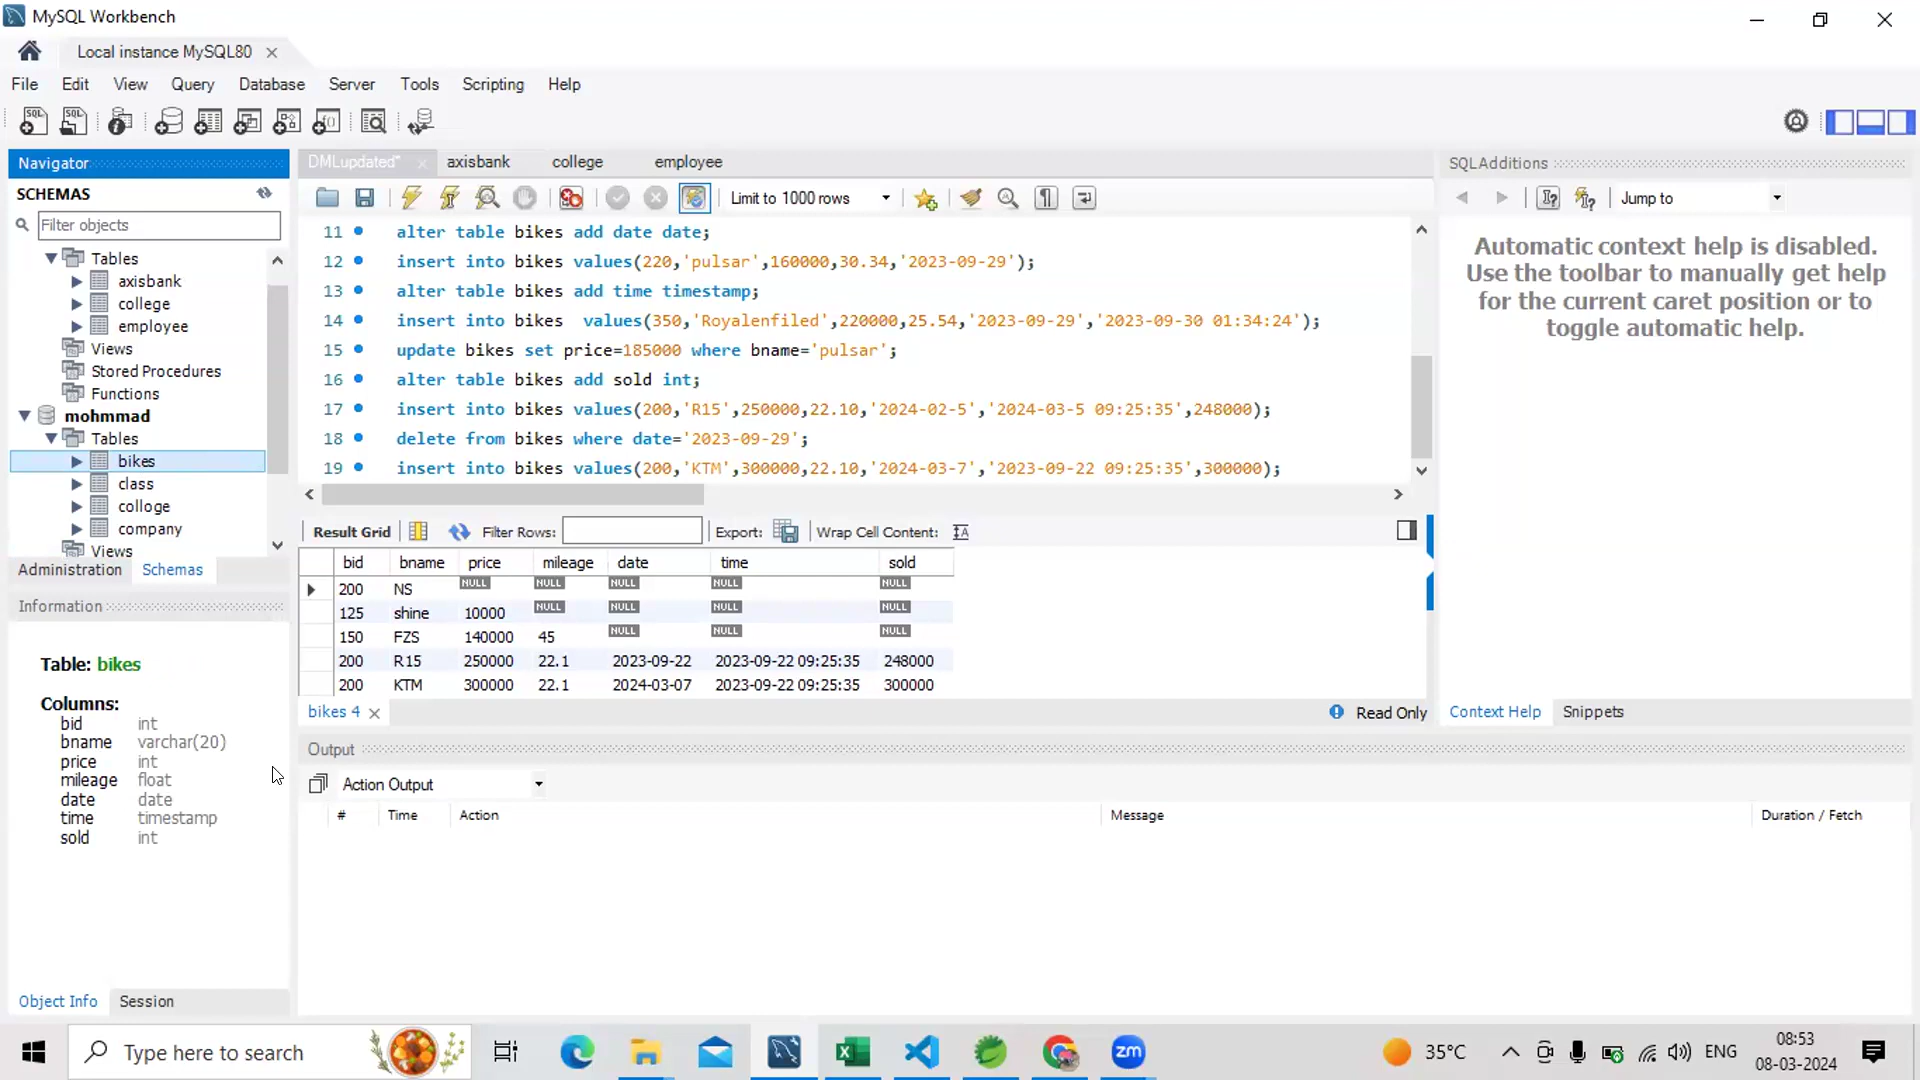 MySQL Workbench
Local instance MySQL80
File Edit View Query Database Server Tools Scripting Help
Navigator
SCHEMAS
Filter objects
Tables
axisbank
college
employee
Views
Stored Procedures
Functions
mohmmad
Tables
bikes
class
colloge
company
Views
Administration Schemas
Information
Table: bikes
Columns:
bid int
bname varchar(20)
price int
mileage float
date date
time timestamp
sold int
Object Info Session
DMLupdated* axisbank college employee
Limit to 1000 rows
11 alter table bikes add date date;
12 insert into bikes values(220,'pulsar',160000,30.34,'2023-09-29');
13 alter table bikes add time timestamp;
14 insert into bikes values(350,'Royalenfiled',220000,25.54,'2023-09-29','2023-09-30 01:34:24');
15 update bikes set price=185000 where bname='pulsar';
16 alter table bikes add sold int;
17 insert into bikes values(200,'R15',250000,22.10,'2024-02-5','2024-03-5 09:25:35',248000);
18 delete from bikes where date='2023-09-29';
19 insert into bikes values(200,'KTM',300000,22.10,'2024-03-7','2023-09-22 09:25:35',300000);
Result Grid Filter Rows: Export: Wrap Cell Content:
bid bname price mileage date time sold
200 NS NULL NULL NULL NULL NULL
125 shine 10000 NULL NULL NULL NULL
150 FZS 140000 45 NULL NULL NULL
200 R15 250000 22.1 2023-09-22 2023-09-22 09:25:35 248000
200 KTM 300000 22.1 2024-03-07 2023-09-22 09:25:35 300000
bikes 4 Read Only
Output
Action Output
# Time Action Message Duration / Fetch
SQLAdditions
Jump to
Automatic context help is disabled.
Use the toolbar to manually get help
for the current caret position or to
toggle automatic help.
Context Help Snippets
Type here to search
zm
35°C
ENG
08:53
08-03-2024